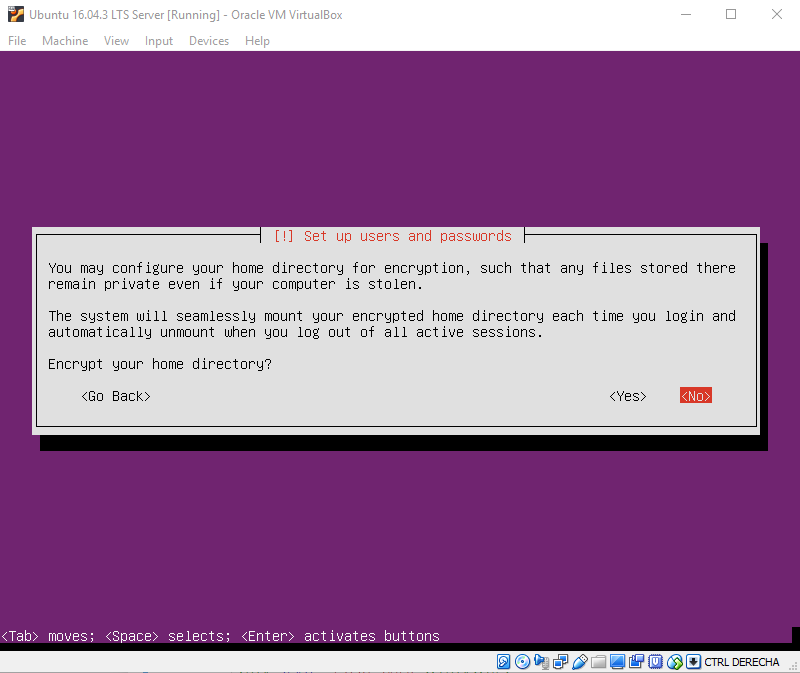 Ubuntu 16.04.3 LTS Server [Running] - Oracle VM VirtualBox
File Machine View Input Devices Help
[!] Set up users and passwords
You may configure your home directory for encryption, such that any files stored there
remain private even if your computer is stolen.
The system will seamlessly mount your encrypted home directory each time you login and
automatically unmount when you log out of all active sessions.
Encrypt your home directory?
<Go Back> <Yes> <No>
<Tab> moves; <Space> selects; <Enter> activates buttons
CTRL DERECHA